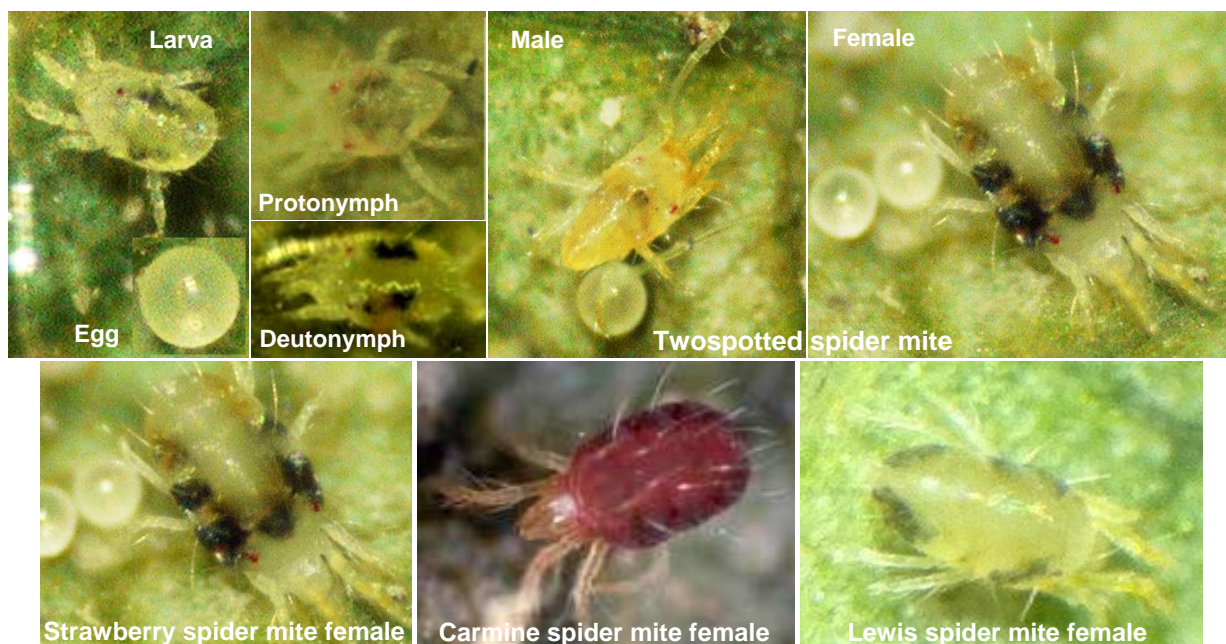 Larva
Egg
Protonymph
Deutonymph
Male
Female
Twospotted spider mite
Strawberry spider mite female
Carmine spider mite female
Lewis spider mite female